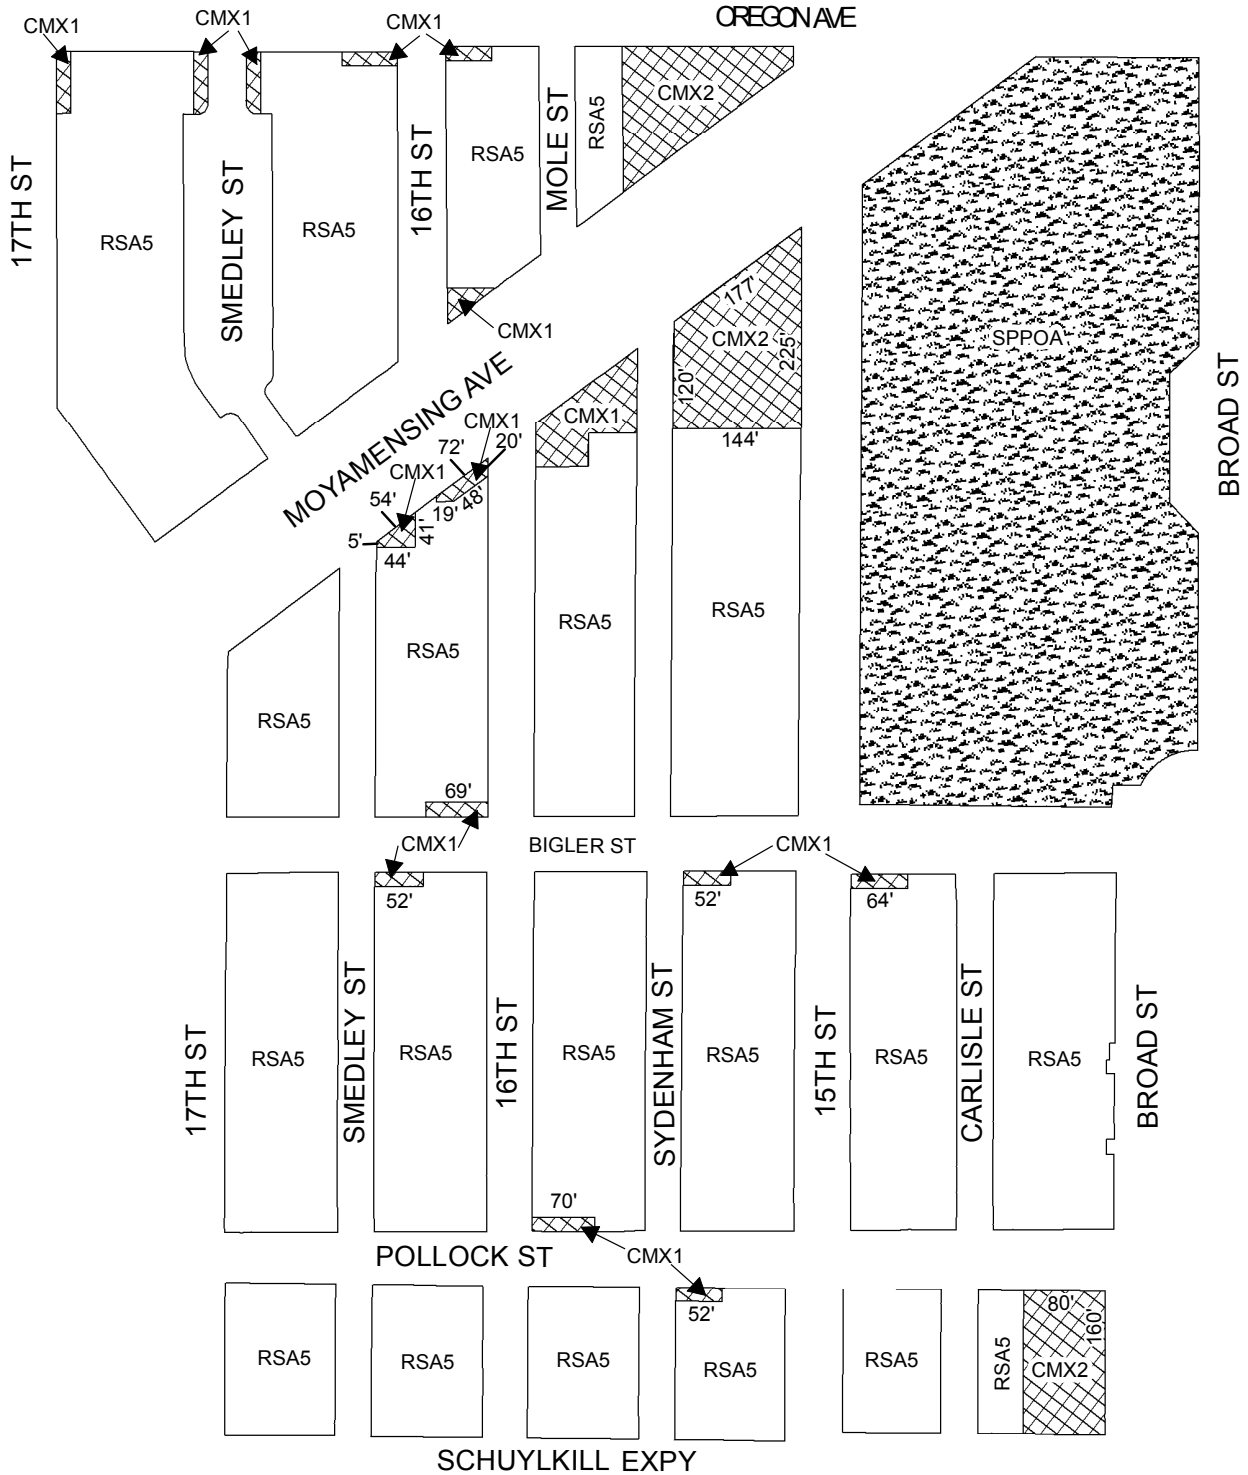 OREGON AVE
CMX1
CMX1
CMX1
RSA5
CMX2
MOLE ST
RSA5
17TH ST
RSA5
SMEDLEY ST
RSA5
16TH ST
CMX1
177'
CMX2
120'
225'
144'
SPPOA
BROAD ST
MOYAMENSING AVE
CMX1
CMX1
20'
72'
CMX1
54'
19'
48'
41'
5'
44'
RSA5
RSA5
RSA5
RSA5
69'
CMX1
BIGLER ST
CMX1
52'
52'
64'
17TH ST
RSA5
SMEDLEY ST
RSA5
16TH ST
RSA5
SYDENHAM ST
RSA5
15TH ST
RSA5
CARLISLE ST
RSA5
BROAD ST
70'
POLLOCK ST
CMX1
52'
80'
160'
RSA5
RSA5
RSA5
RSA5
RSA5
RSA5
CMX2
SCHUYLKILL EXPY